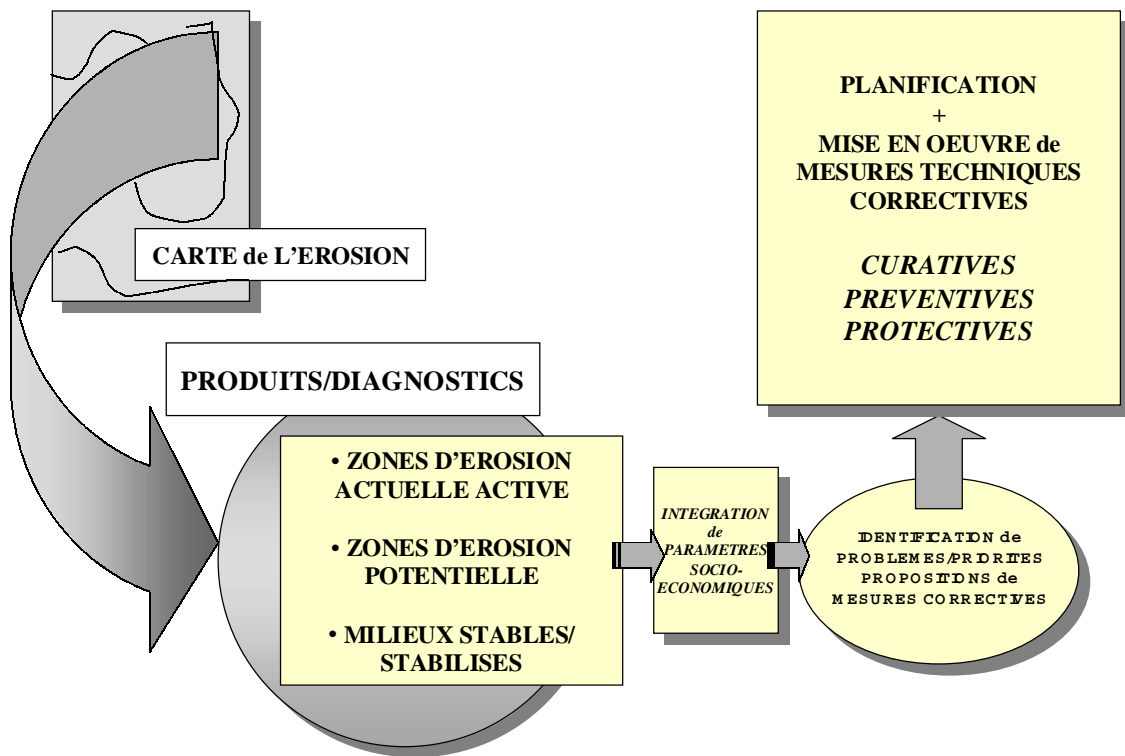 CARTE de L'EROSION
PRODUITS/DIAGNOSTICS
• ZONES D'EROSION
ACTUELLE ACTIVE
• ZONES D'EROSION
POTENTIELLE
• MILIEUX STABLES/
STABILISES
INTEGRATION
de
PARAMETRES
SOCIO-
ECONOMIQUES
IDENTIFICATION de
PROBLEMES/PRIORITES
PROPOSITIONS de
MESURES CORRECTIVES
PLANIFICATION
+
MISE EN OEUVRE de
MESURES TECHNIQUES
CORRECTIVES
CURATIVES
PREVENTIVES
PROTECTIVES